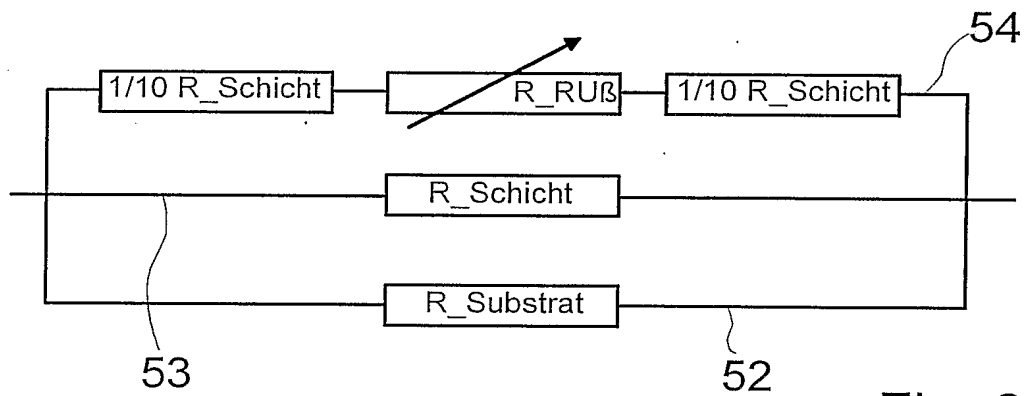 54
1/10 R_Schicht
R_RUß
1/10 R_Schicht
R_Schicht
R_Substrat
53
52